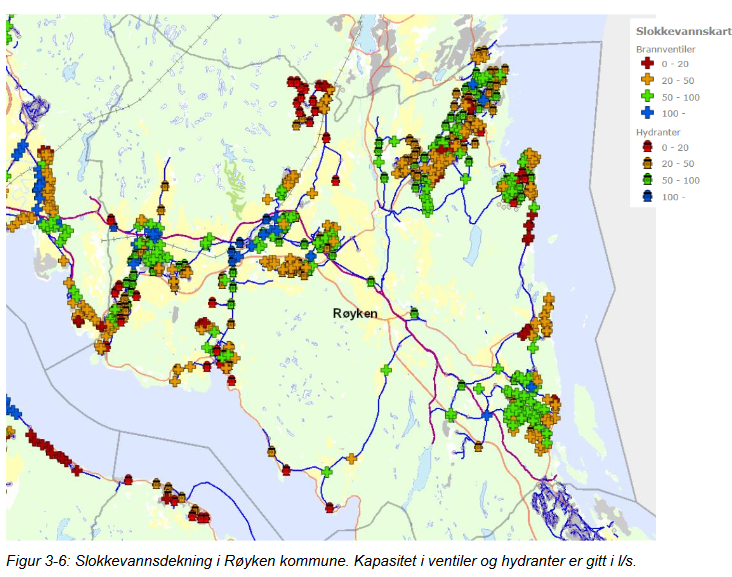 Slokkevannskart
Brannventiler
0 - 20
20 - 50
50 - 100
100 -
Hydranter
0 - 20
20 - 50
50 - 100
100 -
Røyken
Figur 3-6: Slokkevannsdekning i Røyken kommune. Kapasitet i ventiler og hydranter er gitt i l/s.